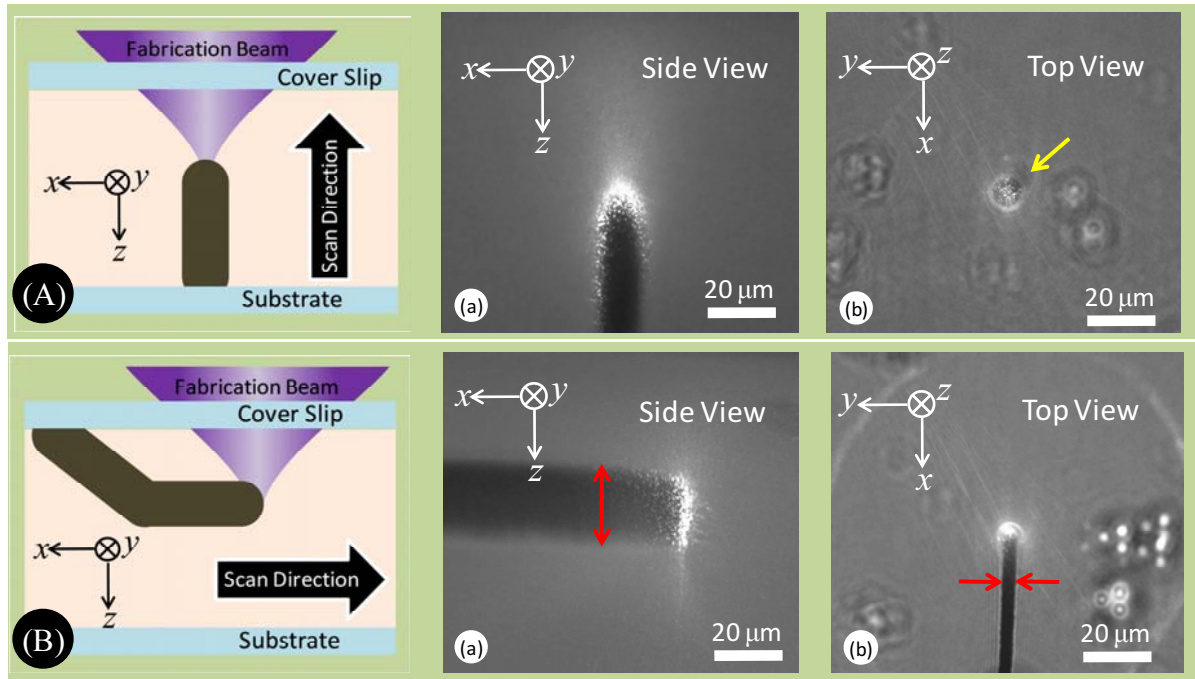 Fabrication Beam
Cover Slip
x
y
z
Scan Direction
Substrate
(A)
x
y
z
Side View
20 μm
(a)
y
z
x
Top View
20 μm
(b)
Fabrication Beam
Cover Slip
x
y
z
Scan Direction
Substrate
(B)
x
y
z
Side View
20 μm
(a)
y
z
x
Top View
20 μm
(b)